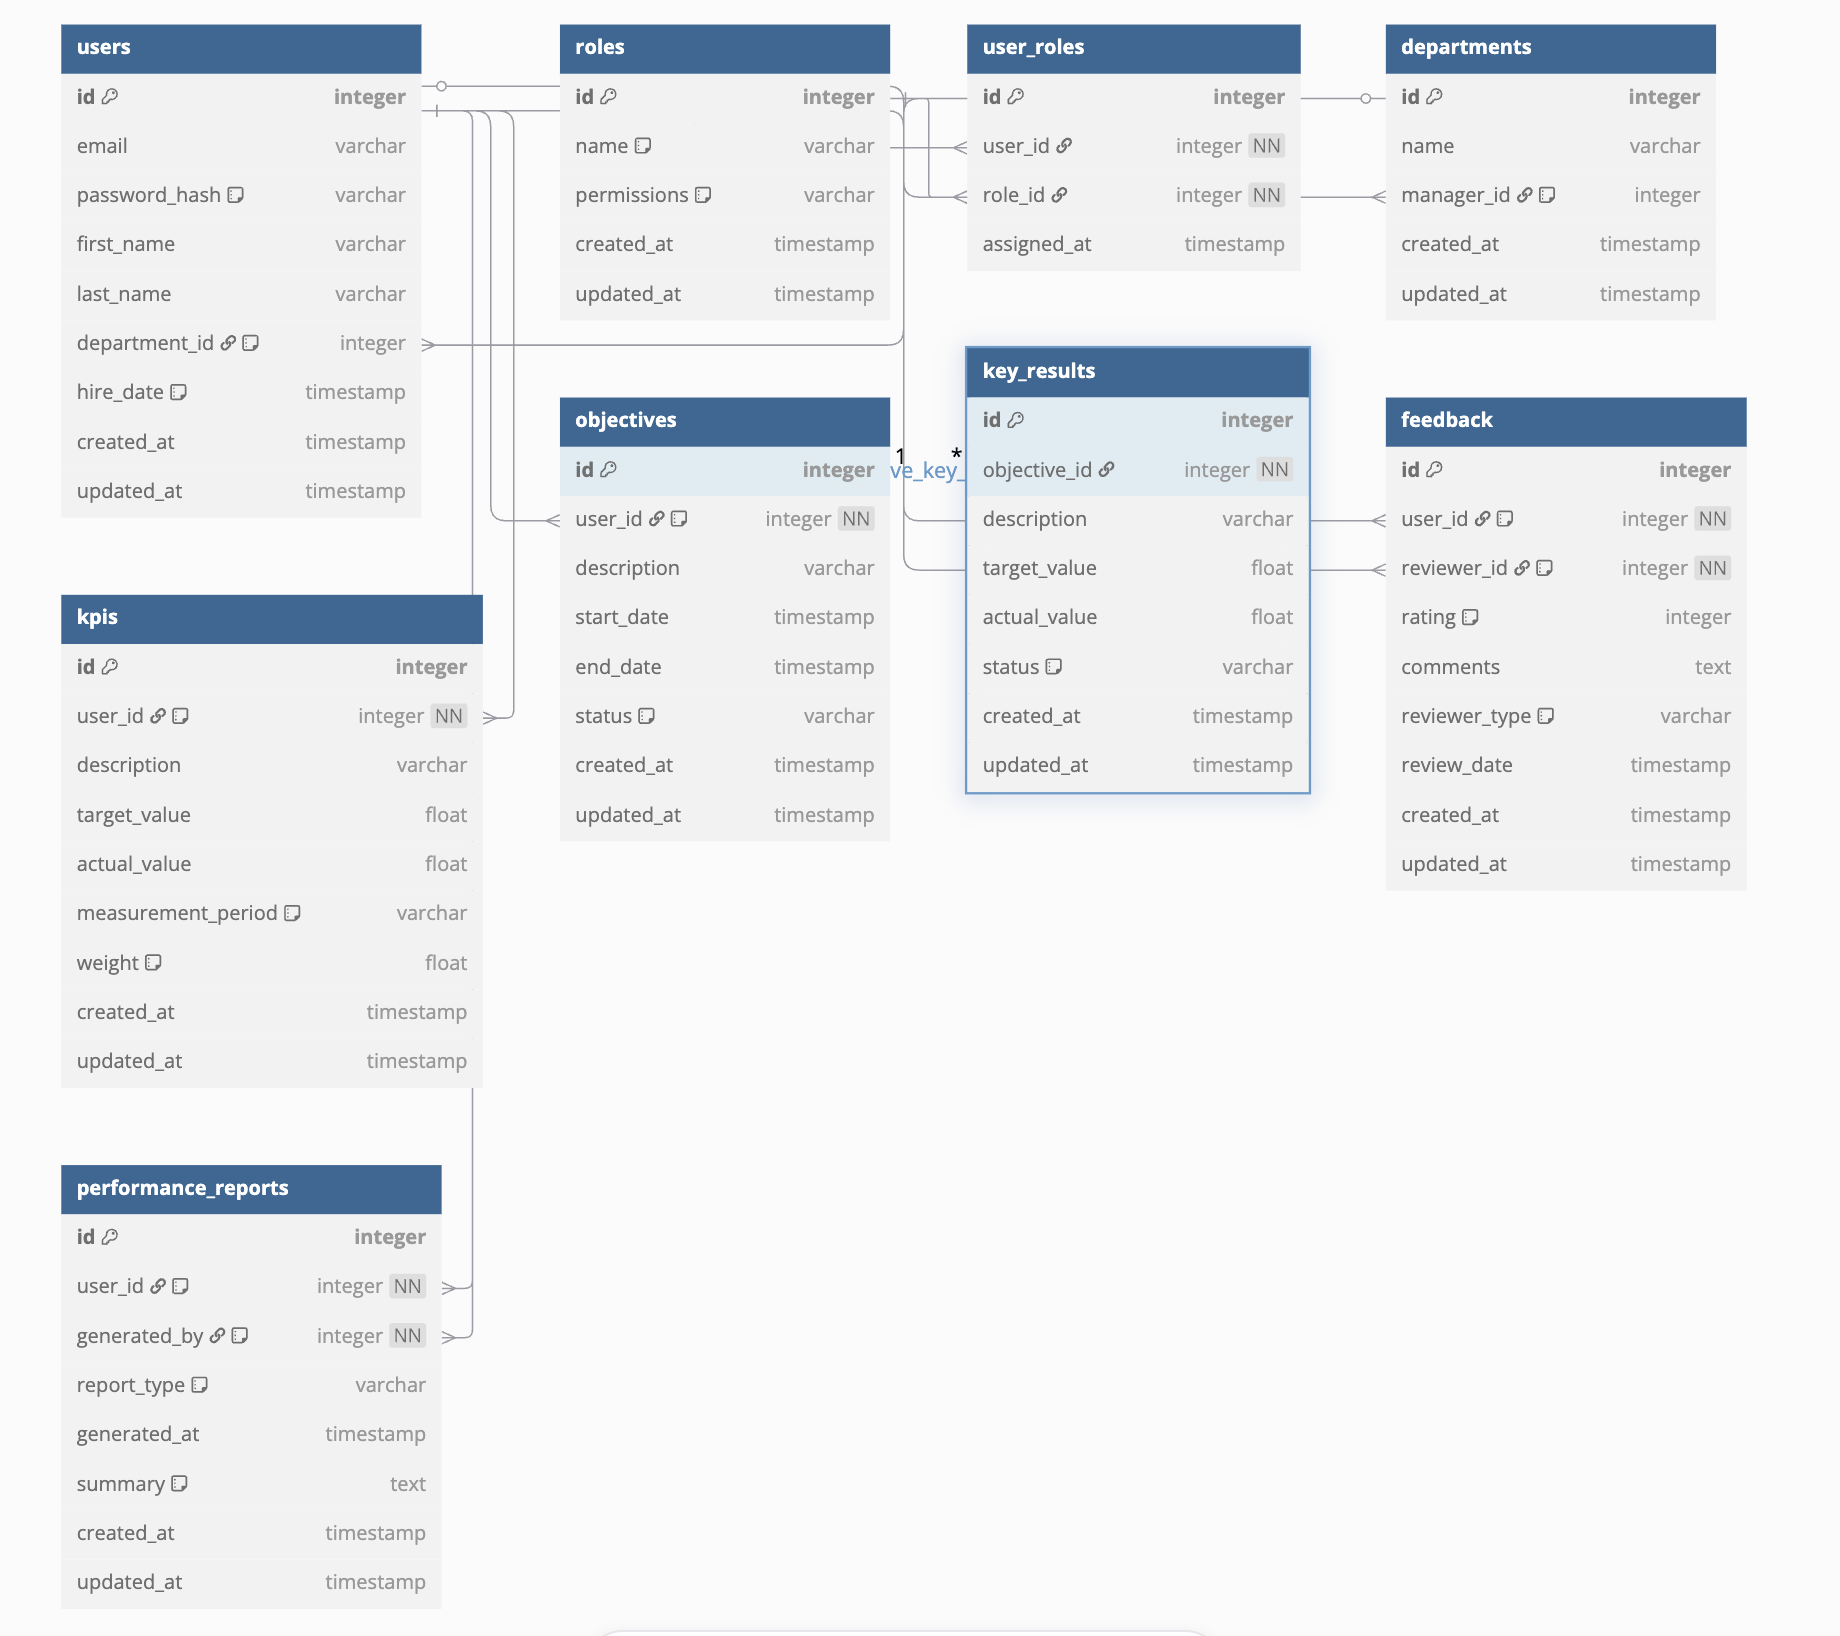 users
id integer
email varchar
password_hash varchar
first_name varchar
last_name varchar
department_id integer
hire_date timestamp
created_at timestamp
updated_at timestamp
roles
id integer
name varchar
permissions varchar
created_at timestamp
updated_at timestamp
user_roles
id integer
user_id integer NN
role_id integer NN
assigned_at timestamp
departments
id integer
name varchar
manager_id integer
created_at timestamp
updated_at timestamp
objectives
id integer
user_id integer NN
description varchar
start_date timestamp
end_date timestamp
status varchar
created_at timestamp
updated_at timestamp
1 *
ve_key_
key_results
id integer
objective_id integer NN
description varchar
target_value float
actual_value float
status varchar
created_at timestamp
updated_at timestamp
feedback
id integer
user_id integer NN
reviewer_id integer NN
rating integer
comments text
reviewer_type varchar
review_date timestamp
created_at timestamp
updated_at timestamp
kpis
id integer
user_id integer NN
description varchar
target_value float
actual_value float
measurement_period varchar
weight float
created_at timestamp
updated_at timestamp
performance_reports
id integer
user_id integer NN
generated_by integer NN
report_type varchar
generated_at timestamp
summary text
created_at timestamp
updated_at timestamp